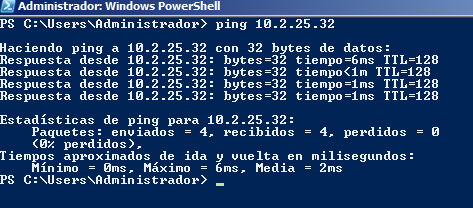 Administrador: Windows PowerShell
PS C:\Users\Administrador> ping 10.2.25.32
Haciendo ping a 10.2.25.32 con 32 bytes de datos:
Respuesta desde 10.2.25.32: bytes=32 tiempo=6ms TTL=128
Respuesta desde 10.2.25.32: bytes=32 tiempo<1m TTL=128
Respuesta desde 10.2.25.32: bytes=32 tiempo=1ms TTL=128
Respuesta desde 10.2.25.32: bytes=32 tiempo=1ms TTL=128
Estadísticas de ping para 10.2.25.32:
Paquetes: enviados = 4, recibidos = 4, perdidos = 0
(0% perdidos),
Tiempos aproximados de ida y vuelta en milisegundos:
Mínimo = 0ms, Máximo = 6ms, Media = 2ms
PS C:\Users\Administrador> _